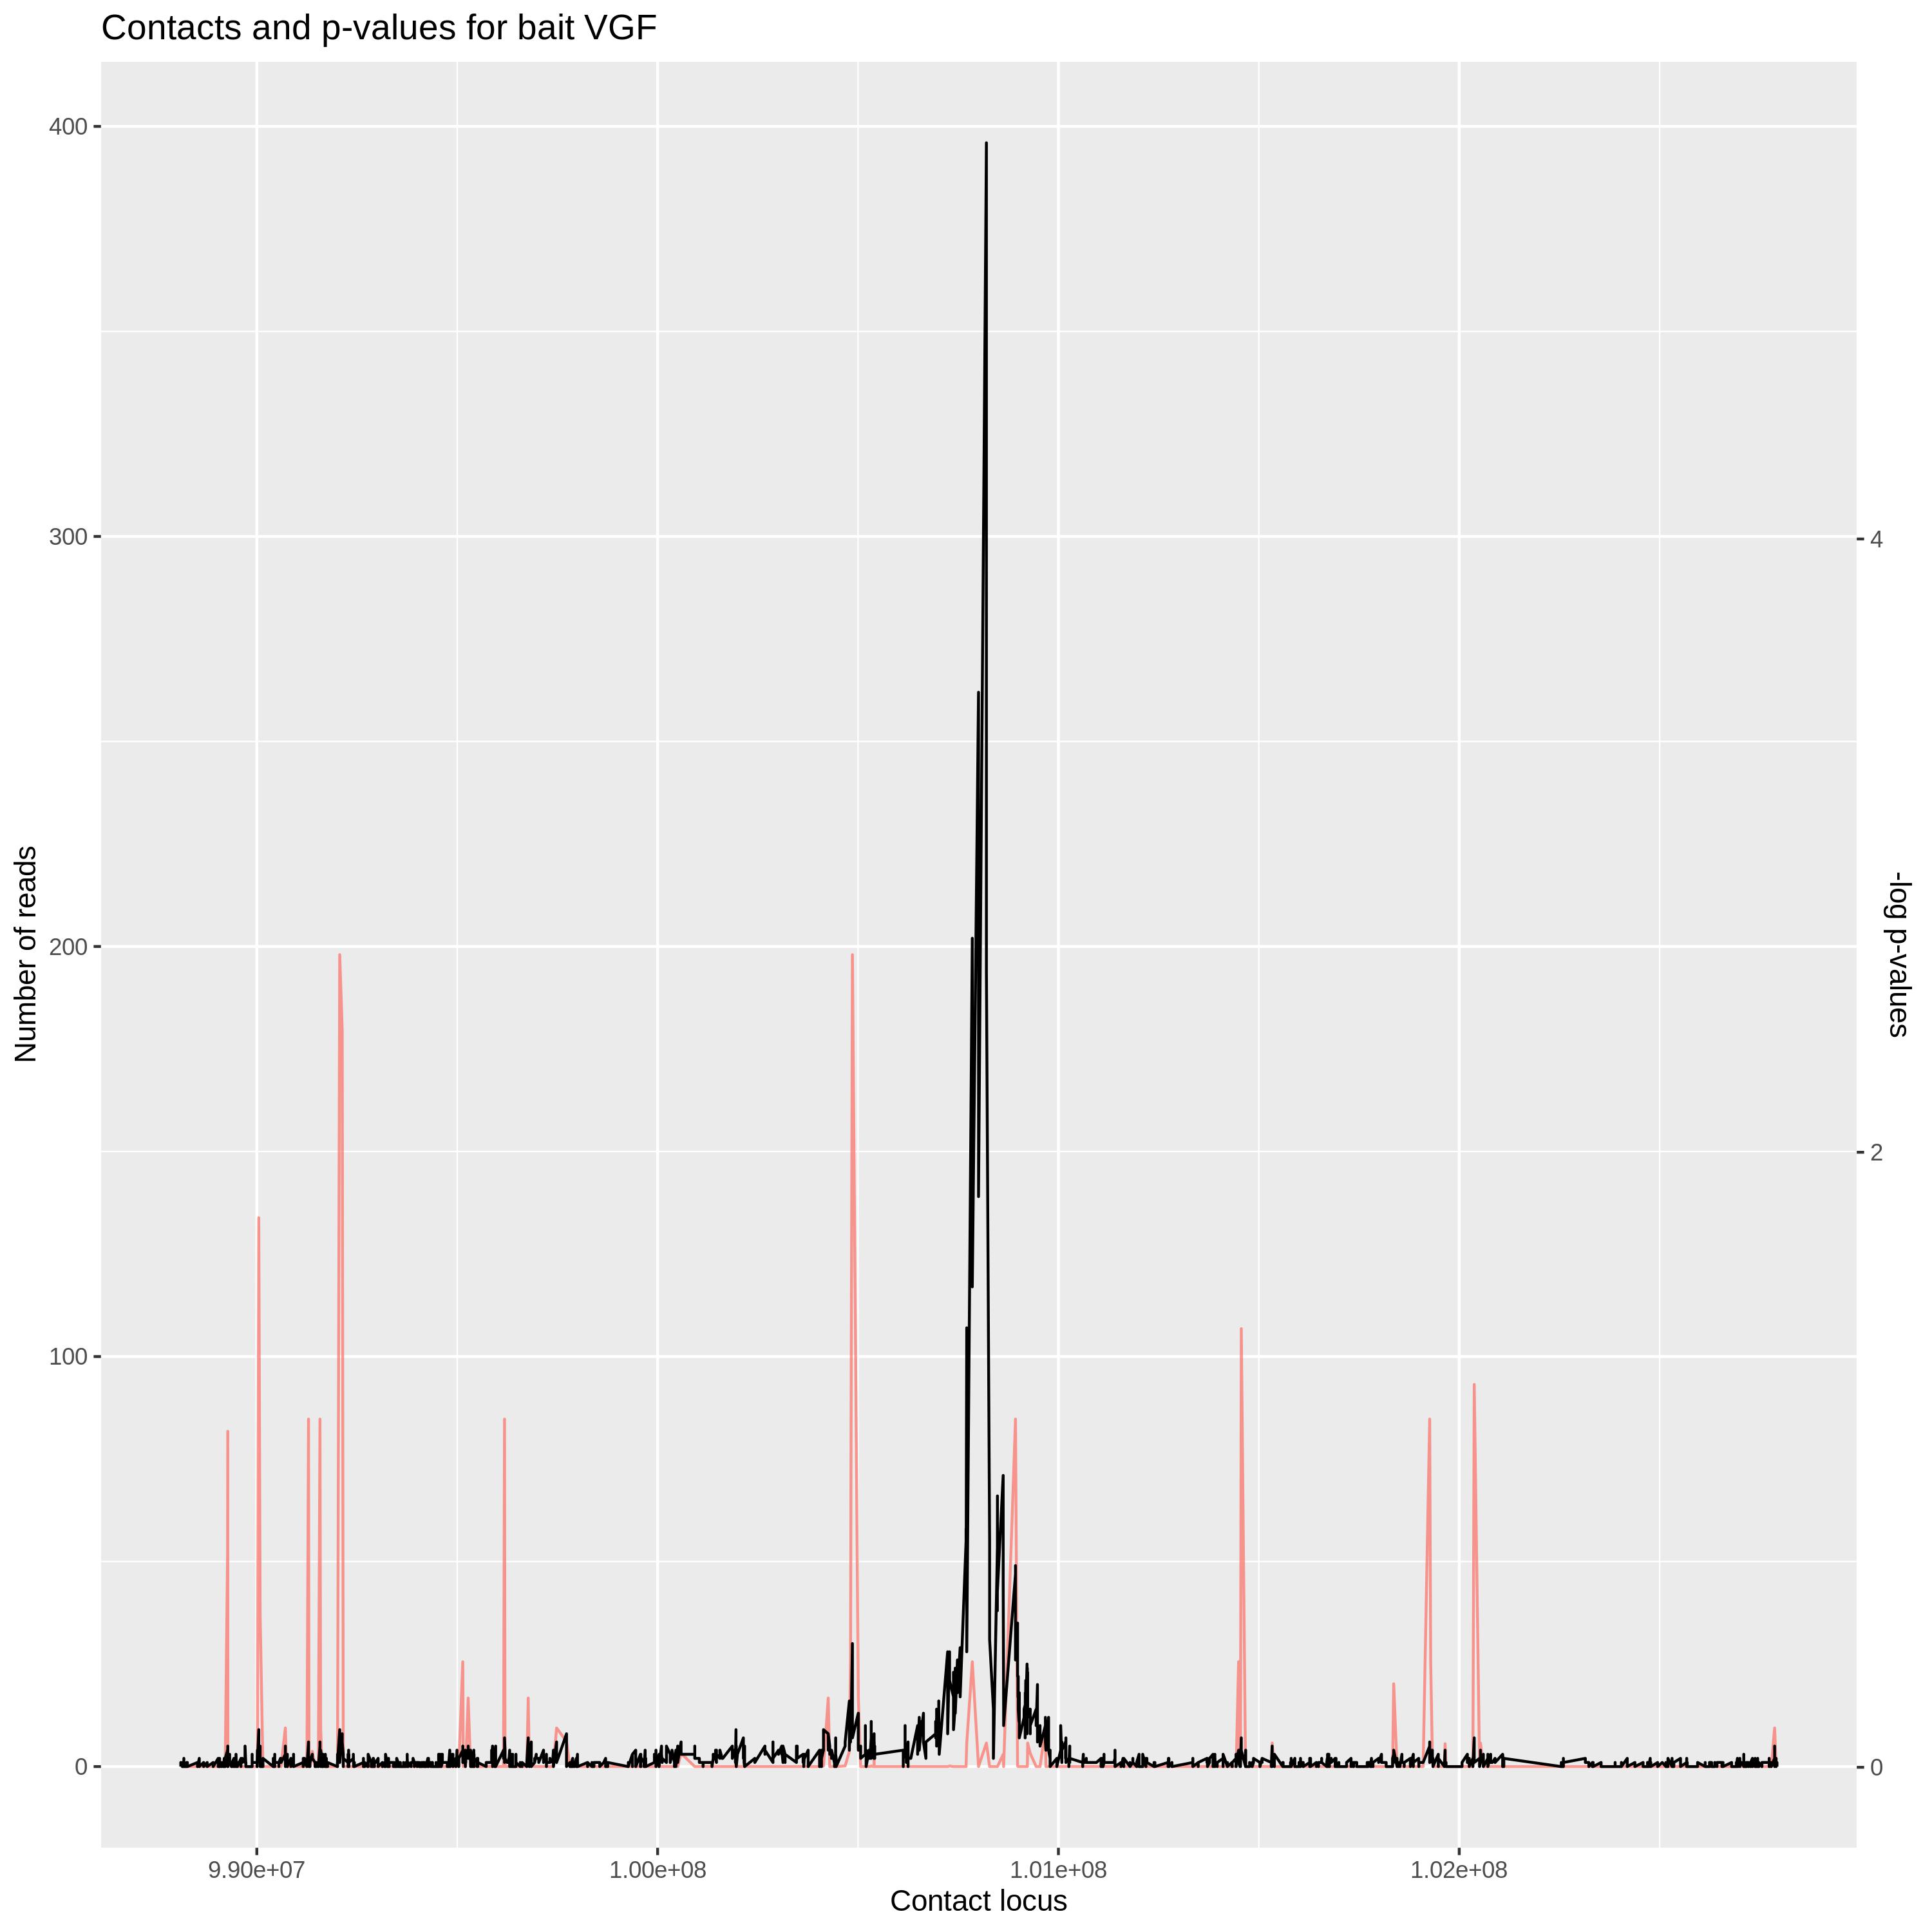 Contacts and p-values for bait VGF
400
300
200
100
0
Number of reads
4
2
0
-log p-values
9.90e+07
1.00e+08
1.01e+08
1.02e+08
Contact locus